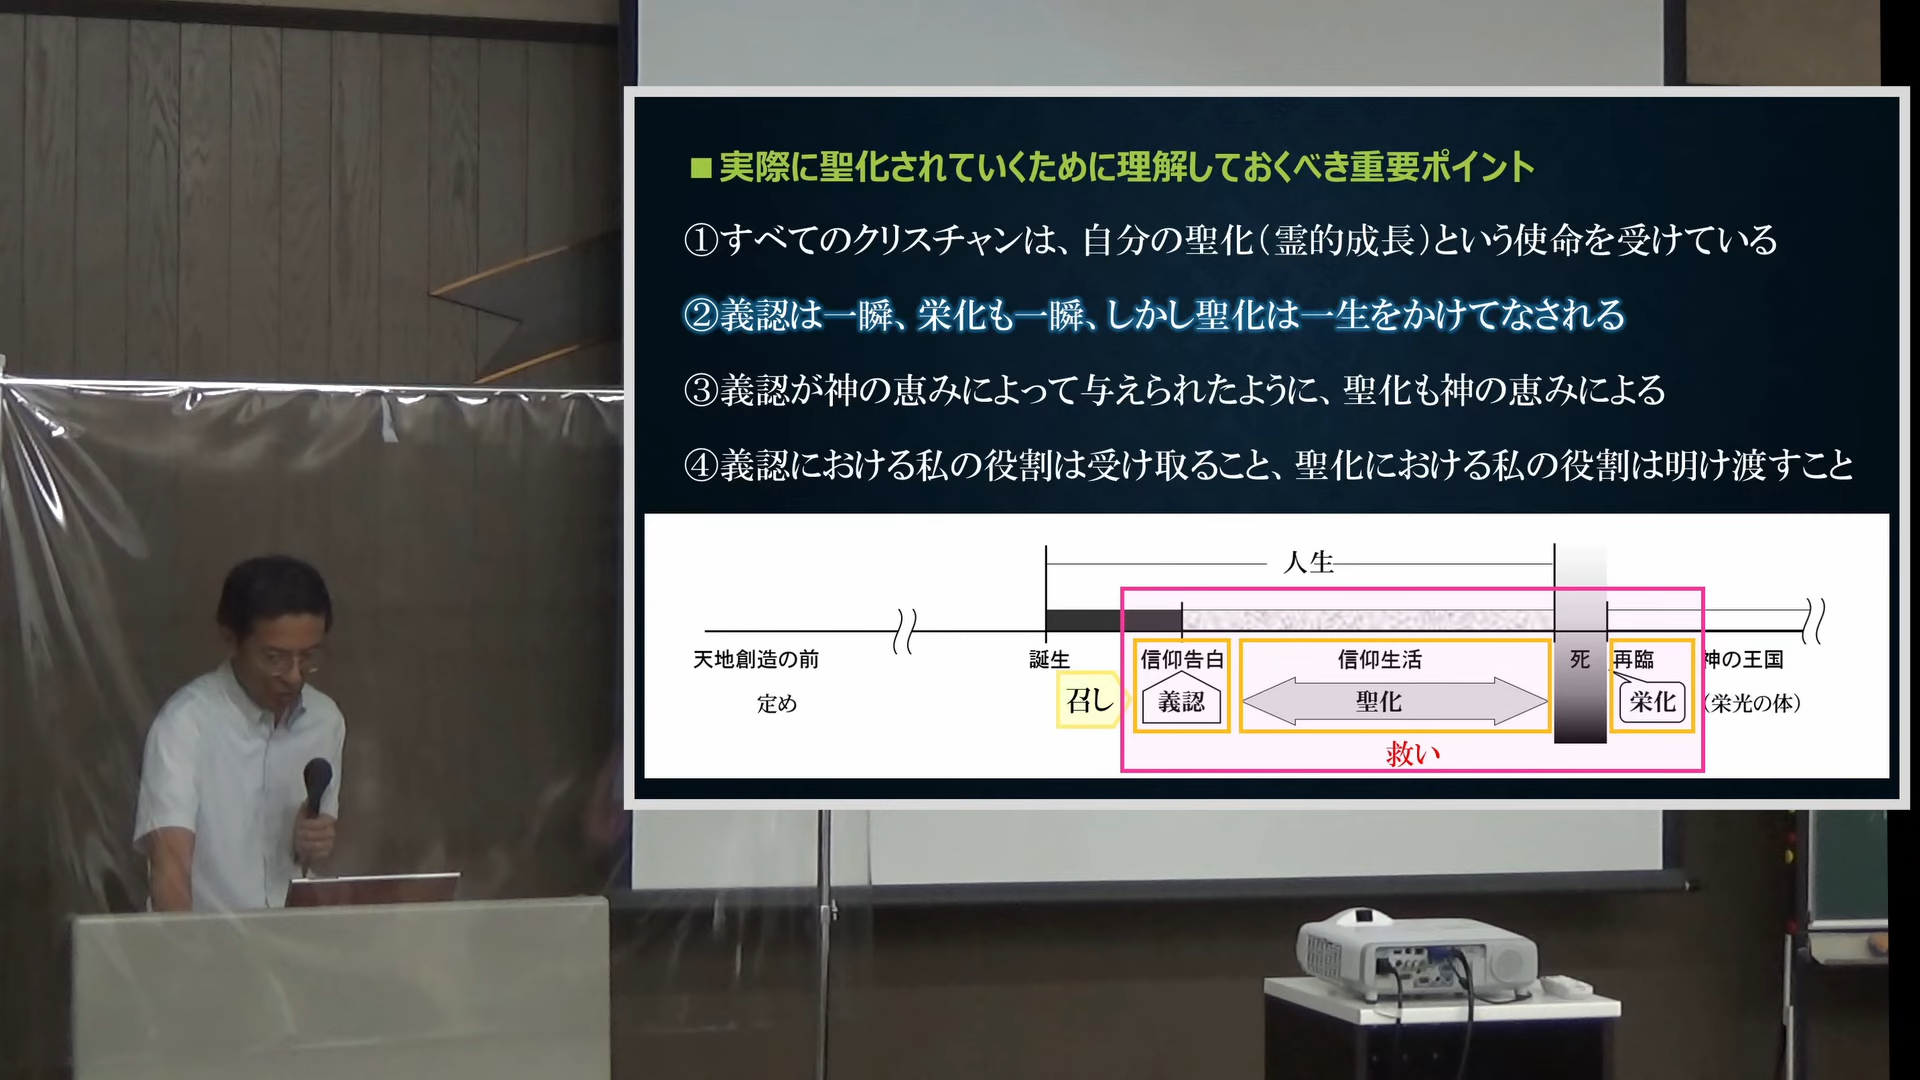 ■実際に聖化されていくために理解しておくべき重要ポイント
①すべてのクリスチャンは、自分の聖化（霊的成長）という使命を受けている
②義認は一瞬、栄化も一瞬、しかし聖化は一生をかけてなされる
③義認が神の恵みによって与えられたように、聖化も神の恵みによる
④義認における私の役割は受け取ること、聖化における私の役割は明け渡すこと
人生
天地創造の前
誕生
信仰告白
信仰生活
死
再臨
神の王国
定め
召し
義認
聖化
栄化
（栄光の体）
救い